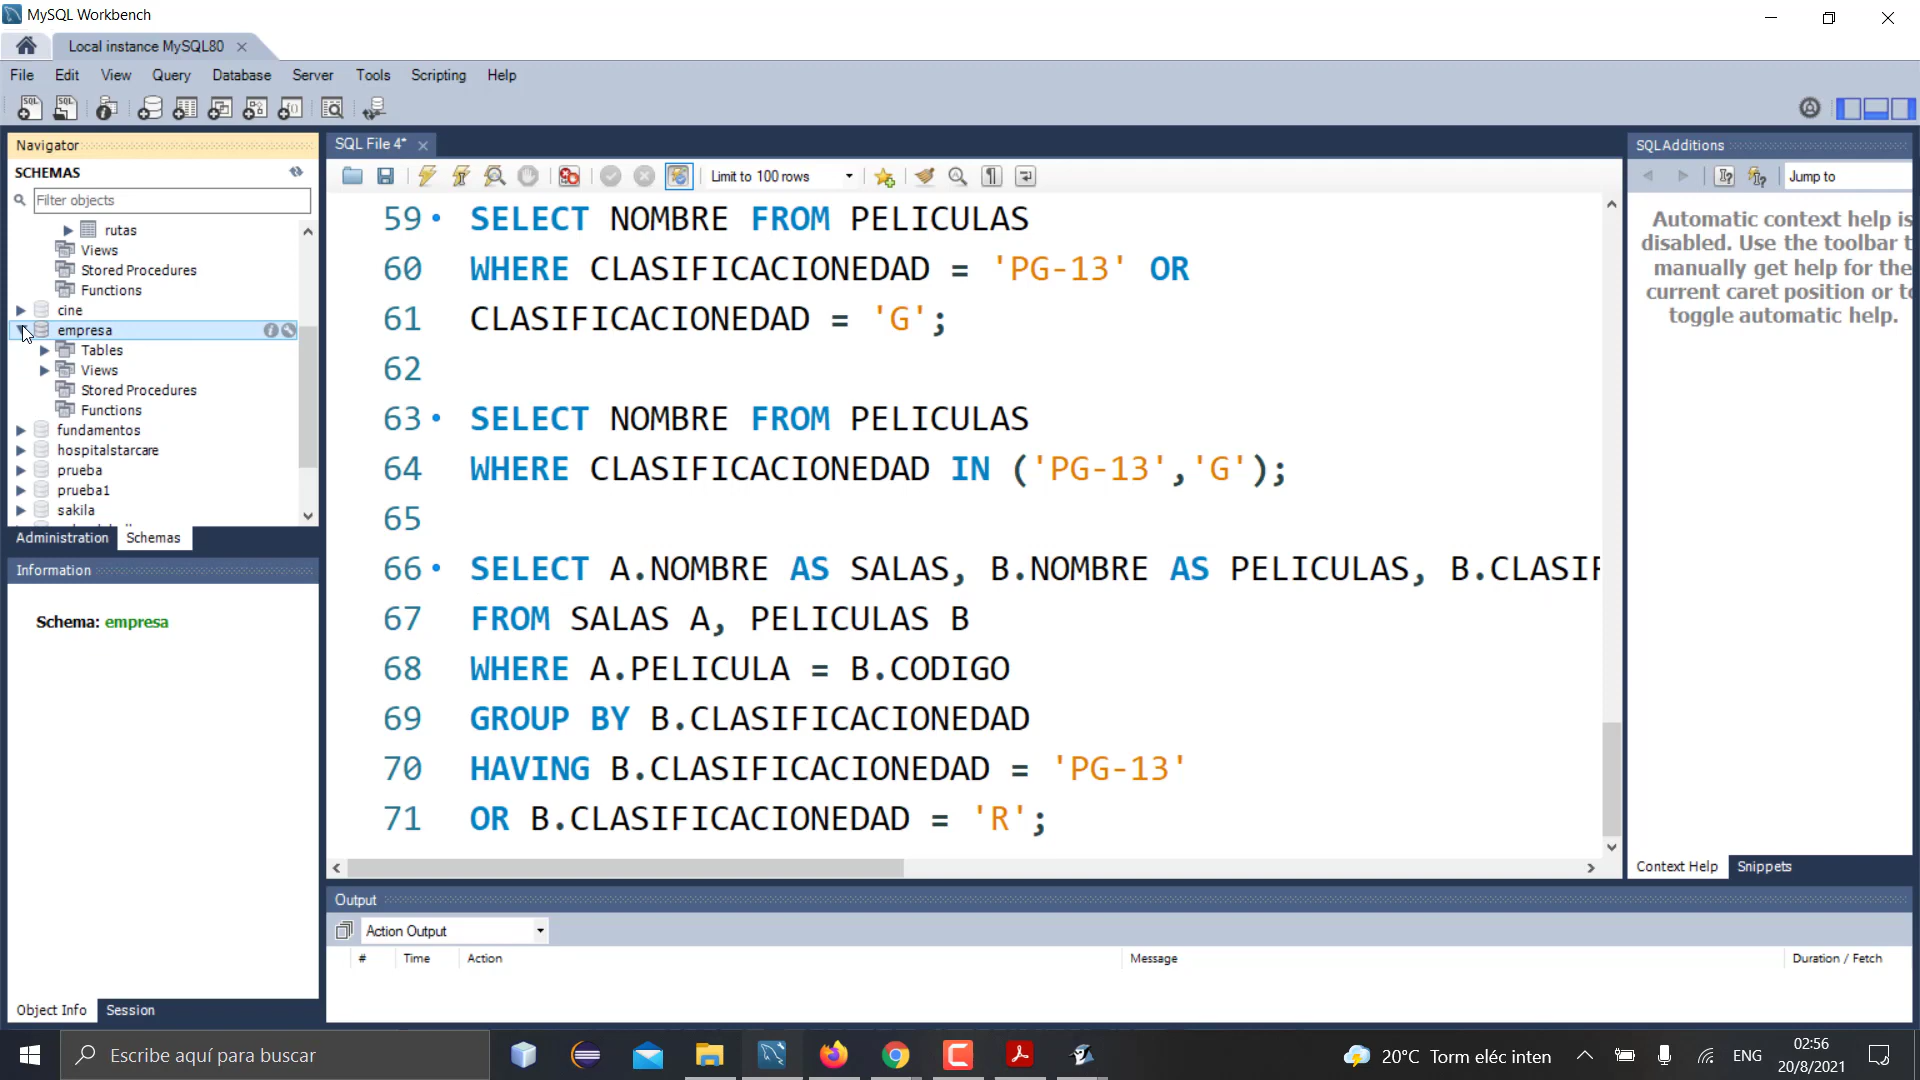 MySQL Workbench
Local instance MySQL80
File Edit View Query Database Server Tools Scripting Help
Navigator
SCHEMAS
Filter objects
rutas
Views
Stored Procedures
Functions
cine
empresa
Tables
Views
Stored Procedures
Functions
fundamentos
hospitalstarcare
prueba
prueba1
sakila
Administration Schemas
Information
Schema: empresa
Object Info Session
SQL File 4*
Limit to 100 rows
59 SELECT NOMBRE FROM PELICULAS
60 WHERE CLASIFICACIONEDAD = 'PG-13' OR
61 CLASIFICACIONEDAD = 'G';
62
63 SELECT NOMBRE FROM PELICULAS
64 WHERE CLASIFICACIONEDAD IN ('PG-13','G');
65
66 SELECT A.NOMBRE AS SALAS, B.NOMBRE AS PELICULAS, B.CLASIF
67 FROM SALAS A, PELICULAS B
68 WHERE A.PELICULA = B.CODIGO
69 GROUP BY B.CLASIFICACIONEDAD
70 HAVING B.CLASIFICACIONEDAD = 'PG-13'
71 OR B.CLASIFICACIONEDAD = 'R';
SQLAdditions
Jump to
Automatic context help is
disabled. Use the toolbar t
manually get help for the
current caret position or to
toggle automatic help.
Context Help Snippets
Output
Action Output
# Time Action Message Duration / Fetch
Escribe aquí para buscar
20°C Torm eléc inten
ENG
02:56
20/8/2021